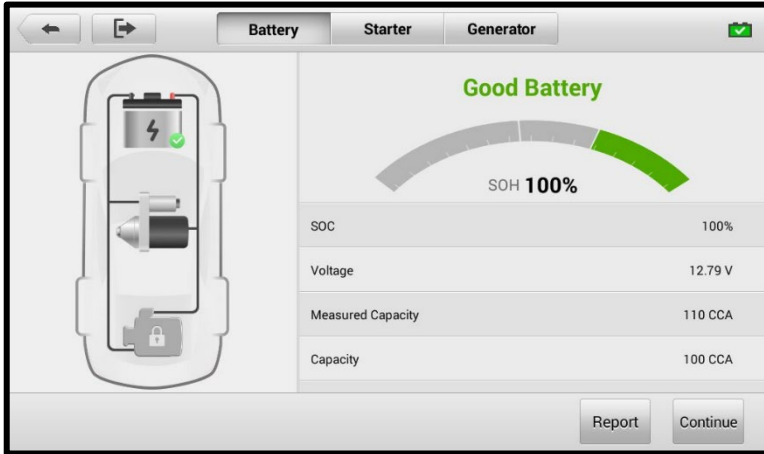 Battery Starter Generator
Good Battery
SOH 100%
SOC 100%
Voltage 12.79 V
Measured Capacity 110 CCA
Capacity 100 CCA
Report Continue